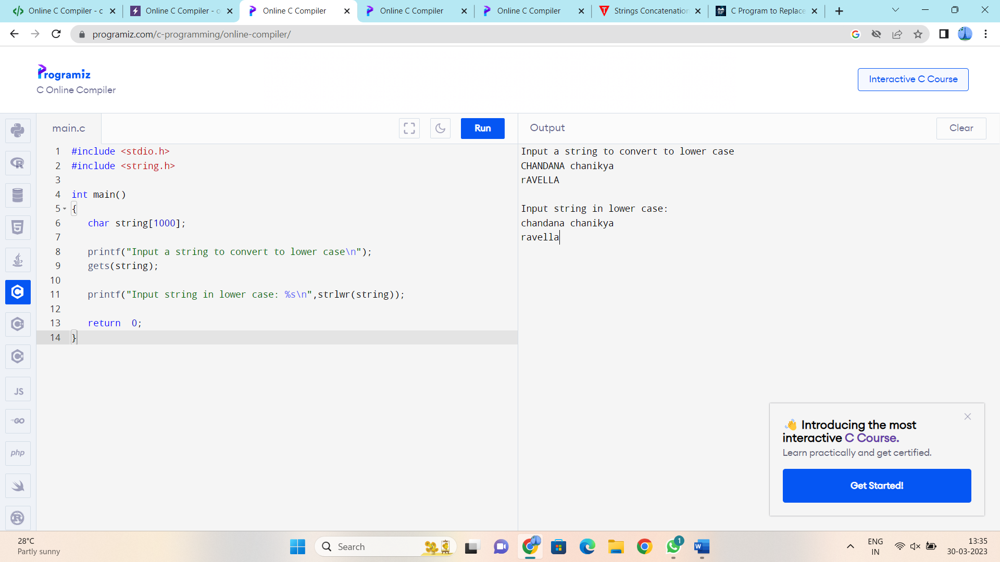 Online C Compiler - c
Online C Compiler - o
Online C Compiler
Online C Compiler
Online C Compiler
Strings Concatenation
C Program to Replace
programiz.com/c-programming/online-compiler/
Programiz
C Online Compiler
Interactive C Course
main.c
Run
Output
Clear
1 #include <stdio.h>
2 #include <string.h>
3
4 int main()
5 {
6 char string[1000];
7
8 printf("Input a string to convert to lower case\n");
9 gets(string);
10
11 printf("Input string in lower case: %s\n",strlwr(string));
12
13 return  0;
14 }
Input a string to convert to lower case
CHANDANA chanikya
rAVELLA
Input string in lower case:
chandana chanikya
ravella
JS
GO
php
👋 Introducing the most
interactive C Course.
Learn practically and get certified.
Get Started!
28°C
Partly sunny
Search
1
ENG
IN
13:35
30-03-2023